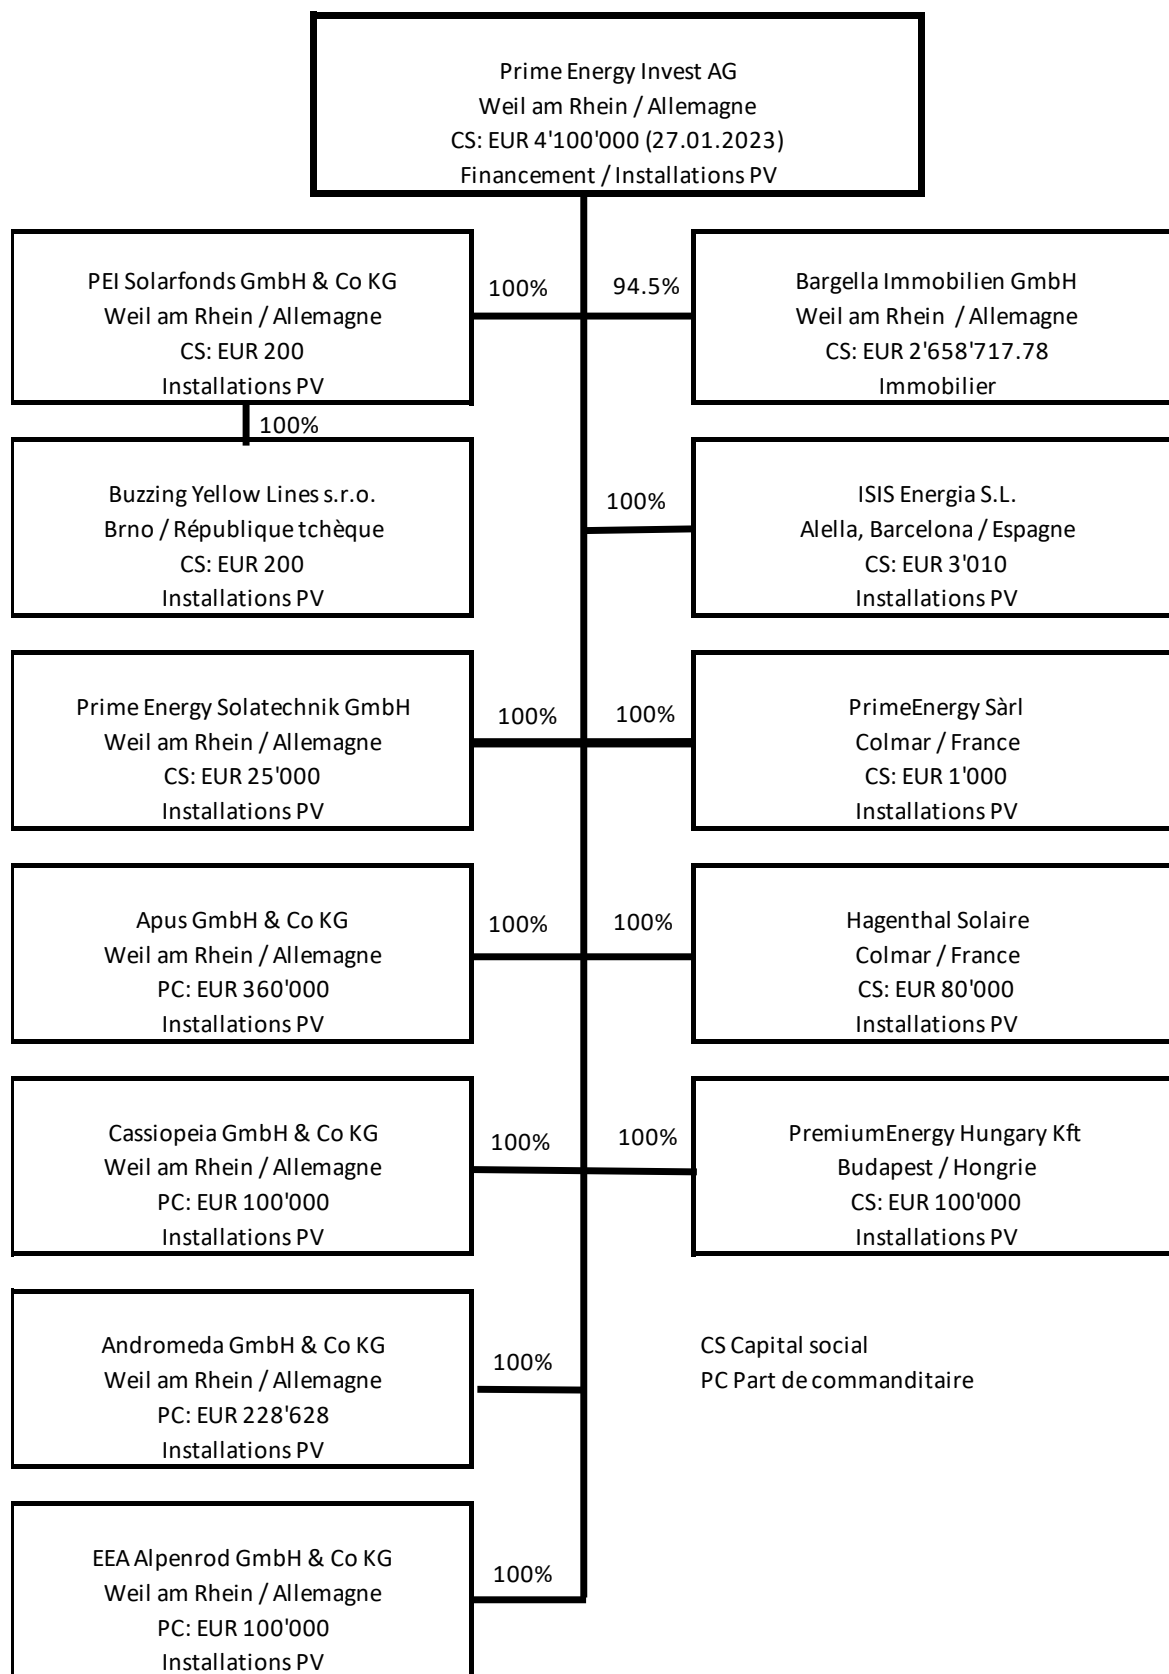 Prime Energy Invest AG
Weil am Rhein / Allemagne
CS: EUR 4'100'000 (27.01.2023)
Financement / Installations PV
PEI Solarfonds GmbH & Co KG
Weil am Rhein / Allemagne
CS: EUR 200
Installations PV
100%
94.5%
Bargella Immobilien GmbH
Weil am Rhein / Allemagne
CS: EUR 2'658'717.78
Immobilier
100%
Buzzing Yellow Lines s.r.o.
Brno / République tchèque
CS: EUR 200
Installations PV
100%
ISIS Energia S.L.
Alella, Barcelona / Espagne
CS: EUR 3'010
Installations PV
Prime Energy Solatechnik GmbH
Weil am Rhein / Allemagne
CS: EUR 25'000
Installations PV
100%
100%
PrimeEnergy Sàrl
Colmar / France
CS: EUR 1'000
Installations PV
Apus GmbH & Co KG
Weil am Rhein / Allemagne
PC: EUR 360'000
Installations PV
100%
100%
Hagenthal Solaire
Colmar / France
CS: EUR 80'000
Installations PV
Cassiopeia GmbH & Co KG
Weil am Rhein / Allemagne
PC: EUR 100'000
Installations PV
100%
100%
PremiumEnergy Hungary Kft
Budapest / Hongrie
CS: EUR 100'000
Installations PV
Andromeda GmbH & Co KG
Weil am Rhein / Allemagne
PC: EUR 228'628
Installations PV
100%
CS Capital social
PC Part de commanditaire
EEA Alpenrod GmbH & Co KG
Weil am Rhein / Allemagne
PC: EUR 100'000
Installations PV
100%